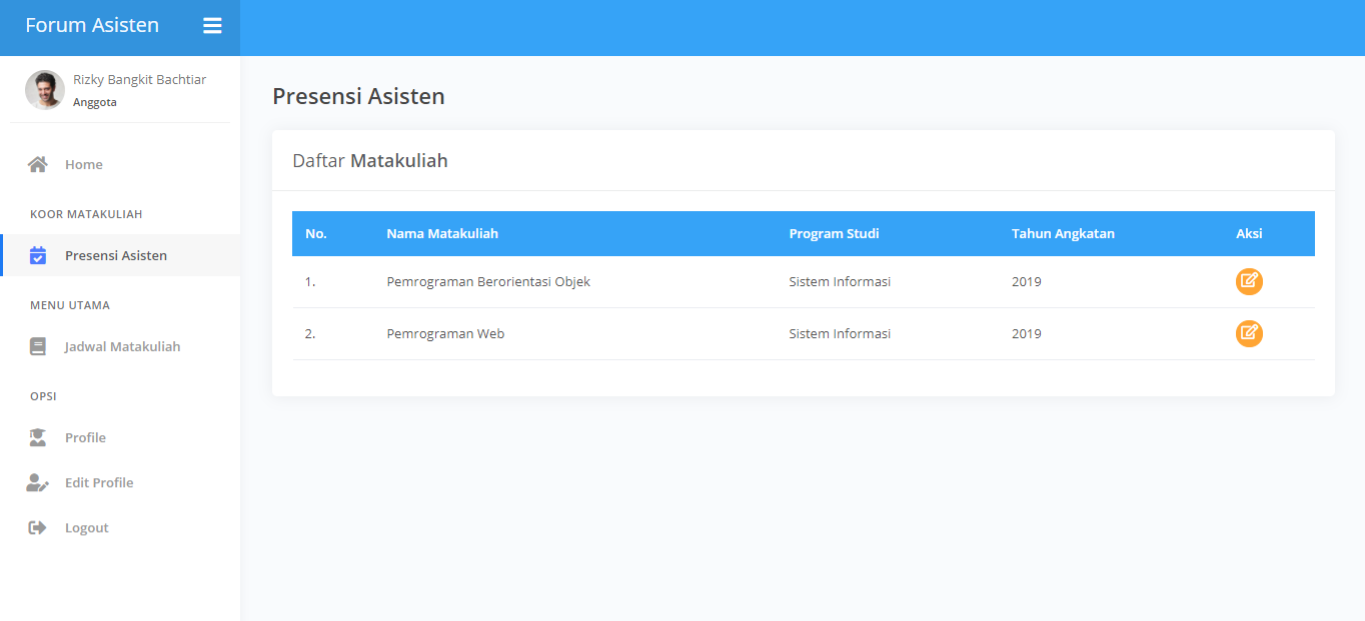 Forum Asisten
Rizky Bangkit Bachtiar
Anggota
Home
KOOR MATAKULIAH
Presensi Asisten
MENU UTAMA
Jadwal Matakuliah
OPSI
Profile
Edit Profile
Logout
Presensi Asisten
Daftar Matakuliah
No. Nama Matakuliah Program Studi Tahun Angkatan Aksi
1. Pemrograman Berorientasi Objek Sistem Informasi 2019
2. Pemrograman Web Sistem Informasi 2019